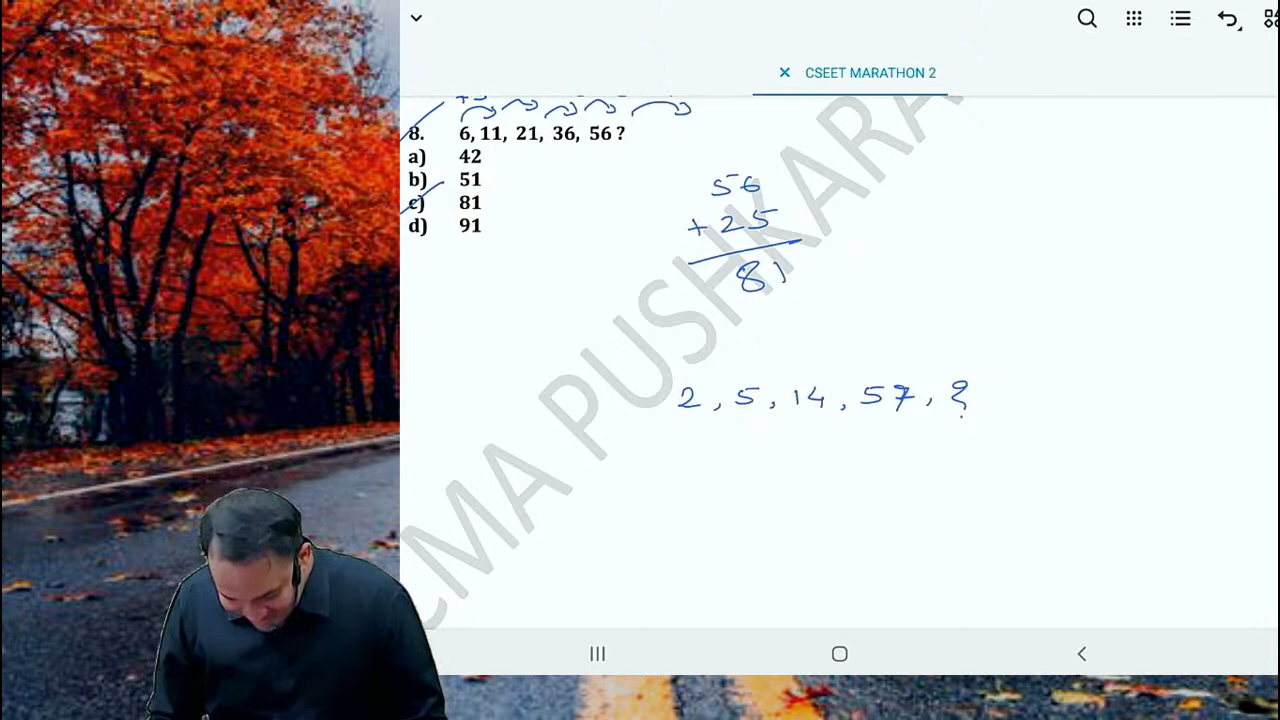 CSEET MARATHON 2
8. 6, 11, 21, 36, 56 ?
a) 42
b) 51
c) 81
d) 91
56
+ 25
81
2, 5, 14, 57, ?
CMA PUSHKARA